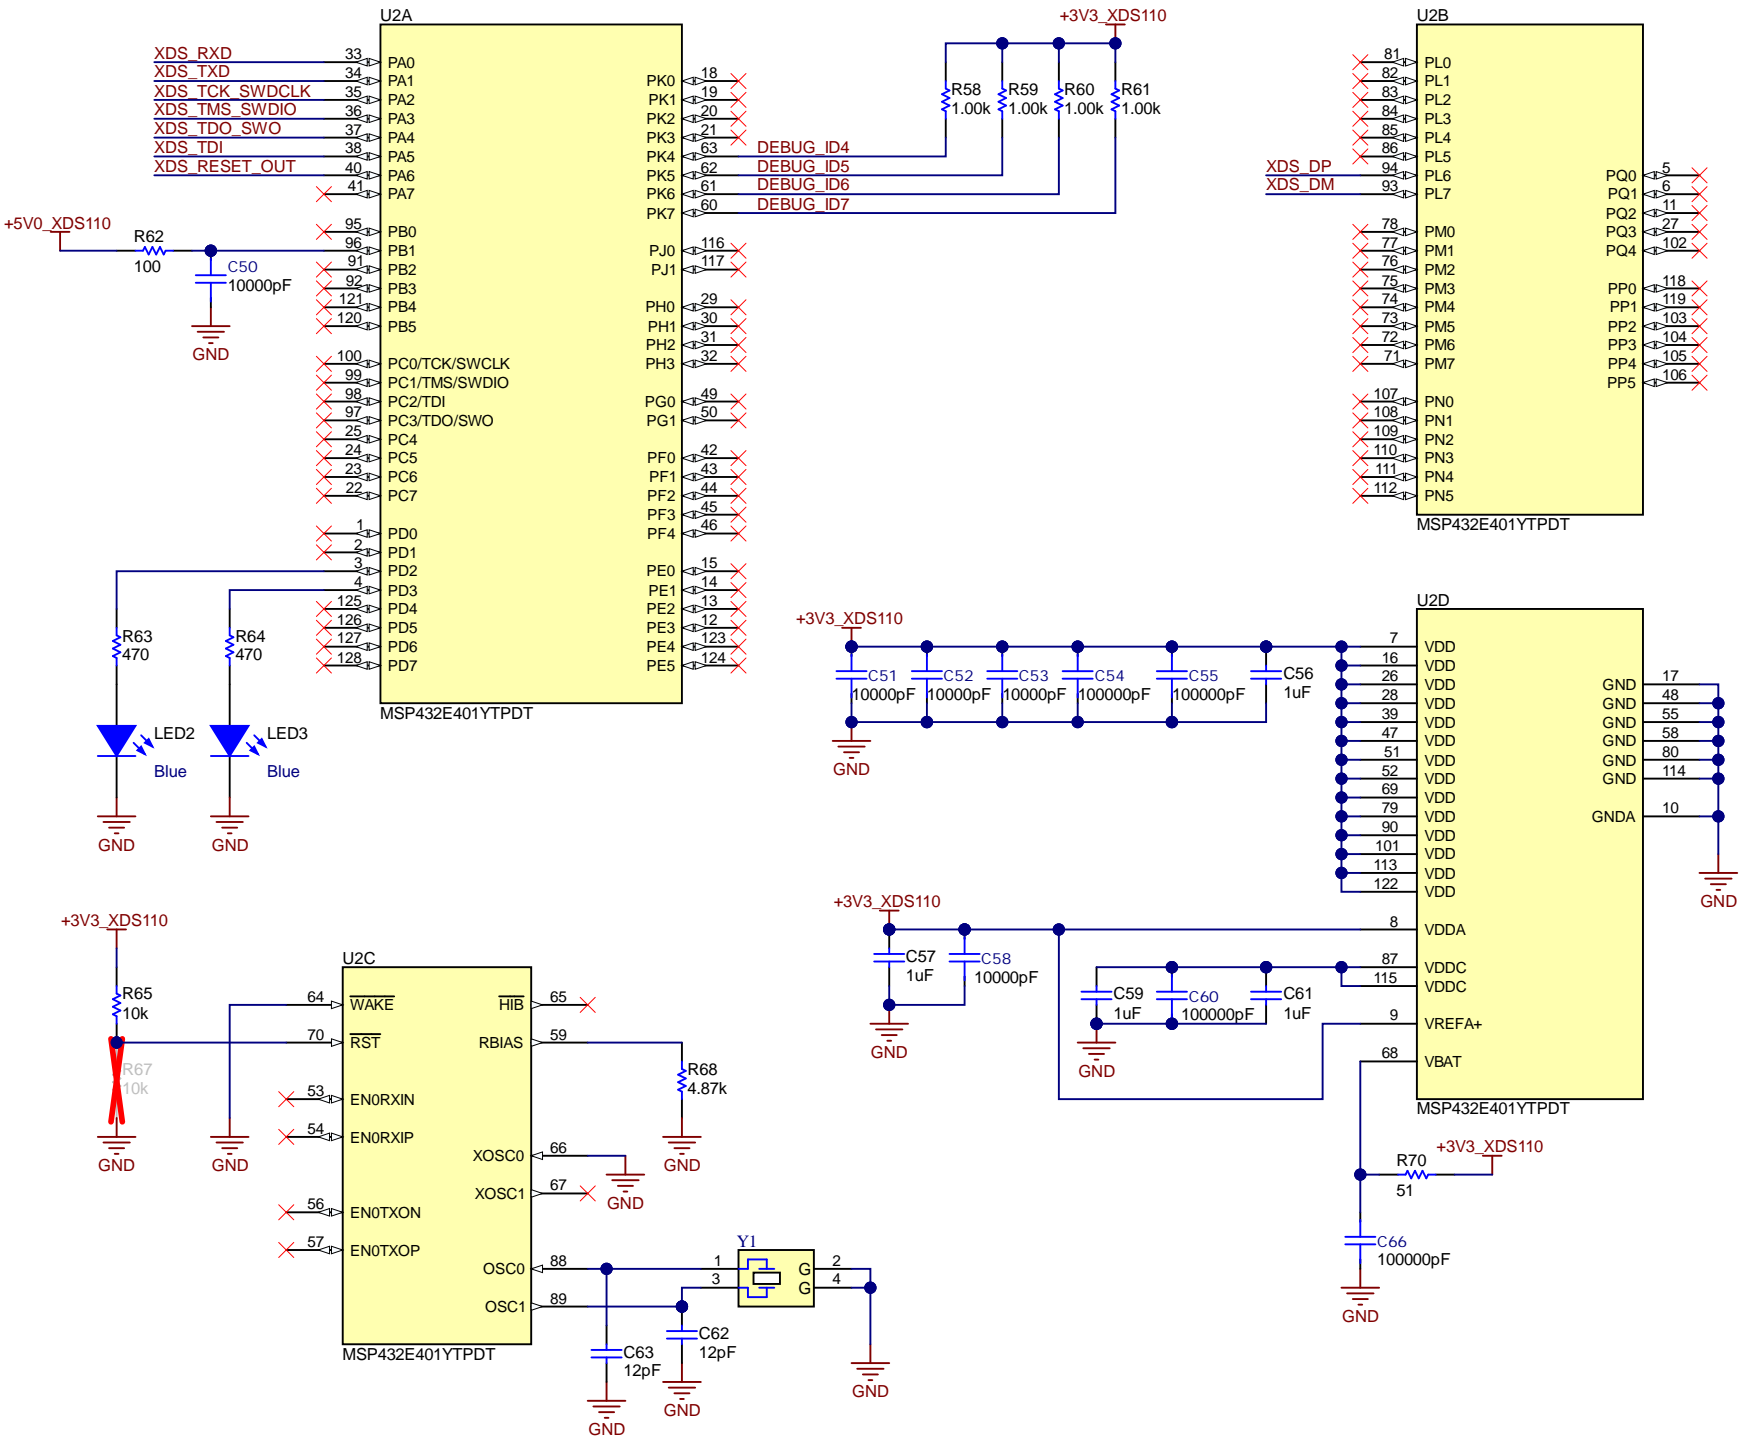 U2A
XDS_RXD 33 PA0
XDS_TXD 34 PA1
XDS_TCK_SWDCLK 35 PA2
XDS_TMS_SWDIO 36 PA3
XDS_TDO_SWO 37 PA4
XDS_TDI 38 PA5
XDS_RESET_OUT 40 PA6
41 PA7
+5V0_XDS110
R62
100
C50
10000pF
GND
95 PB0
96 PB1
91 PB2
92 PB3
121 PB4
120 PB5
100 PC0/TCK/SWCLK
99 PC1/TMS/SWDIO
98 PC2/TDI
97 PC3/TDO/SWO
25 PC4
24 PC5
23 PC6
22 PC7
1 PD0
2 PD1
3 PD2
4 PD3
125 PD4
126 PD5
127 PD6
128 PD7
R63
470
R64
470
LED2
Blue
LED3
Blue
GND
GND
PK0 18
PK1 19
PK2 20
PK3 21
PK4 63 DEBUG_ID4
PK5 62 DEBUG_ID5
PK6 61 DEBUG_ID6
PK7 60 DEBUG_ID7
PJ0 116
PJ1 117
PH0 29
PH1 30
PH2 31
PH3 32
PG0 49
PG1 50
PF0 42
PF1 43
PF2 44
PF3 45
PF4 46
PE0 15
PE1 14
PE2 13
PE3 12
PE4 123
PE5 124
MSP432E401YTPDT
+3V3_XDS110
R58
1.00k
R59
1.00k
R60
1.00k
R61
1.00k
U2B
81 PL0
82 PL1
83 PL2
84 PL3
85 PL4
86 PL5
XDS_DP 94 PL6
XDS_DM 93 PL7
78 PM0
77 PM1
76 PM2
75 PM3
74 PM4
73 PM5
72 PM6
71 PM7
107 PN0
108 PN1
109 PN2
110 PN3
111 PN4
112 PN5
PQ0 5
PQ1 6
PQ2 11
PQ3 27
PQ4 102
PP0 118
PP1 119
PP2 103
PP3 104
PP4 105
PP5 106
MSP432E401YTPDT
+3V3_XDS110
C51
10000pF
C52
10000pF
C53
10000pF
C54
100000pF
C55
100000pF
C56
1uF
GND
U2D
7 VDD
16 VDD
26 VDD
28 VDD
39 VDD
47 VDD
51 VDD
52 VDD
69 VDD
79 VDD
90 VDD
101 VDD
113 VDD
122 VDD
8 VDDA
87 VDDC
115 VDDC
9 VREFA+
68 VBAT
GND 17
GND 48
GND 55
GND 58
GND 80
GND 114
GNDA 10
GND
MSP432E401YTPDT
+3V3_XDS110
C57
1uF
C58
10000pF
GND
C59
1uF
C60
100000pF
C61
1uF
GND
+3V3_XDS110
R70
51
C66
100000pF
GND
+3V3_XDS110
R65
10k
R67
10k
GND
GND
U2C
64 WAKE
70 RST
53 EN0RXIN
54 EN0RXIP
56 EN0TXON
57 EN0TXOP
HIB 65
RBIAS 59
XOSC0 66
XOSC1 67
OSC0 88
OSC1 89
MSP432E401YTPDT
R68
4.87k
GND
GND
Y1
1
3
G 2
G 4
C62
12pF
C63
12pF
GND
GND
GND